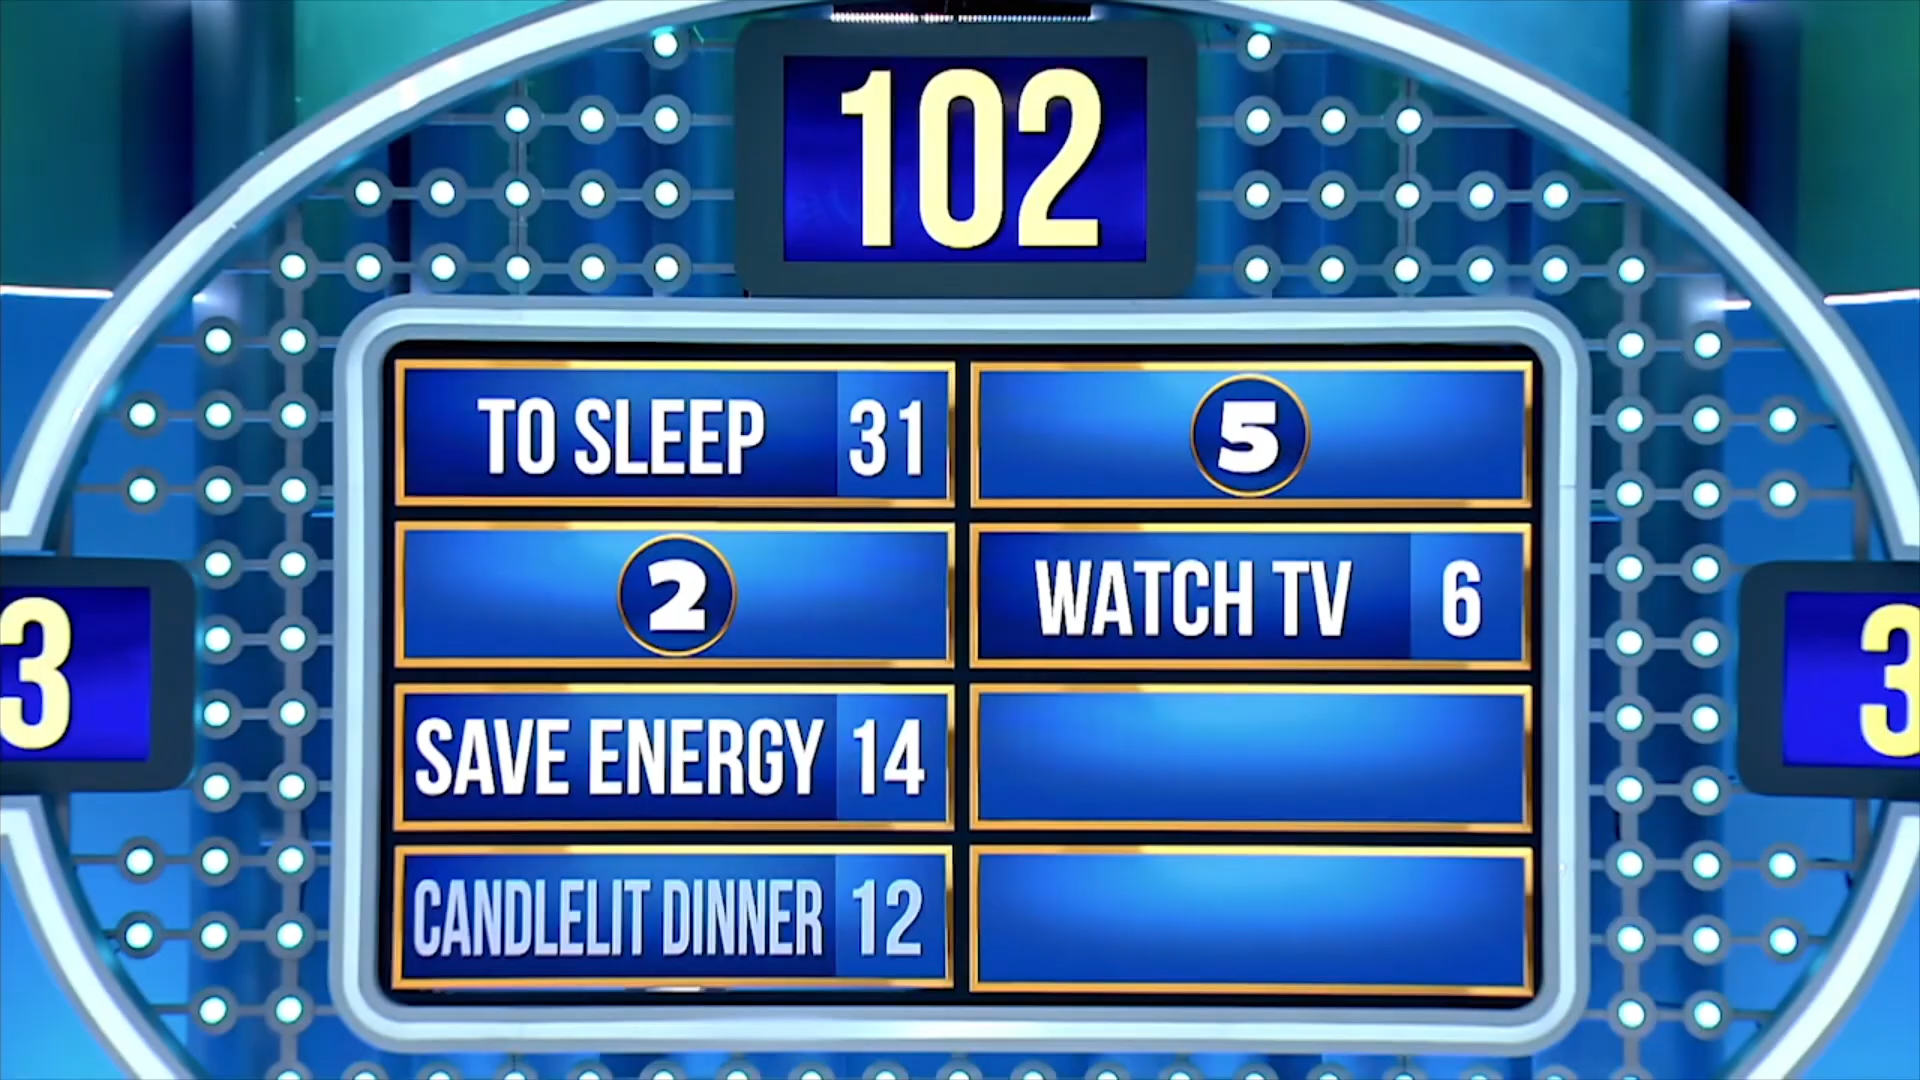 102
TO SLEEP 31
5
2
WATCH TV 6
SAVE ENERGY 14
CANDLELIT DINNER 12
3
3